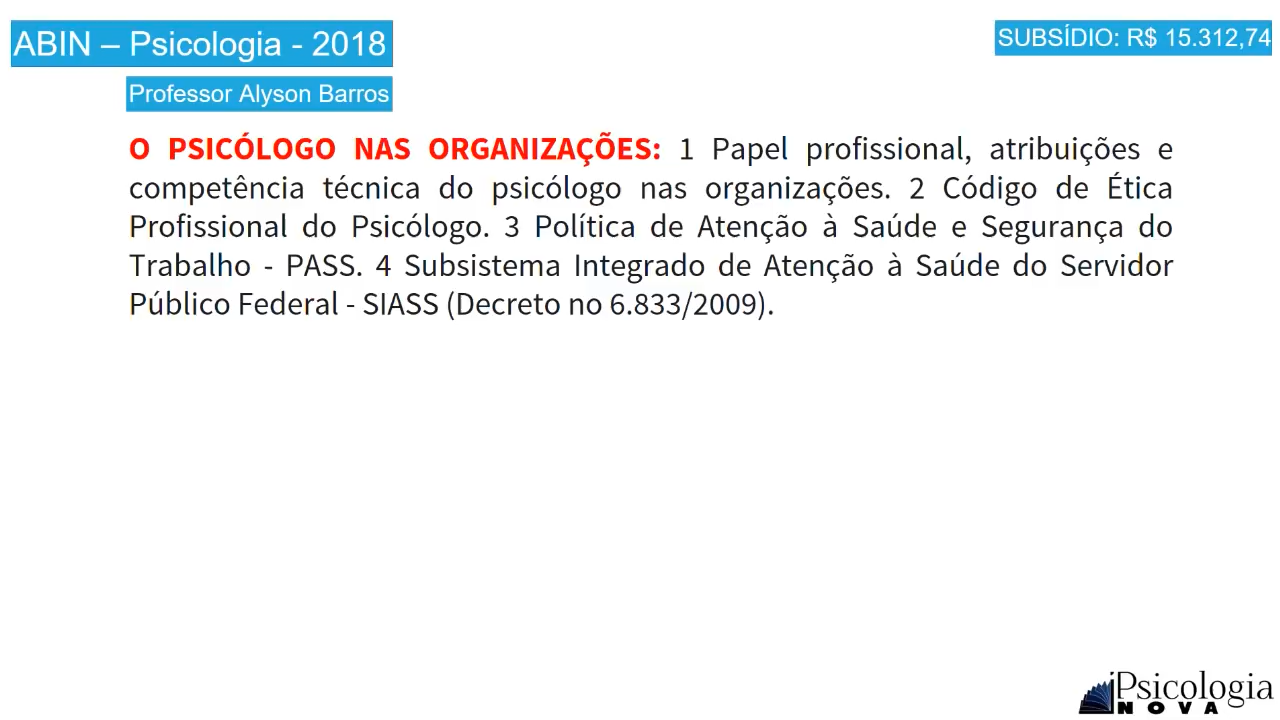 ABIN – Psicologia - 2018
SUBSÍDIO: R$ 15.312,74
Professor Alyson Barros
O PSICÓLOGO NAS ORGANIZAÇÕES: 1 Papel profissional, atribuições e
competência técnica do psicólogo nas organizações. 2 Código de Ética
Profissional do Psicólogo. 3 Política de Atenção à Saúde e Segurança do
Trabalho - PASS. 4 Subsistema Integrado de Atenção à Saúde do Servidor
Público Federal - SIASS (Decreto no 6.833/2009).
Psicologia
NOVA